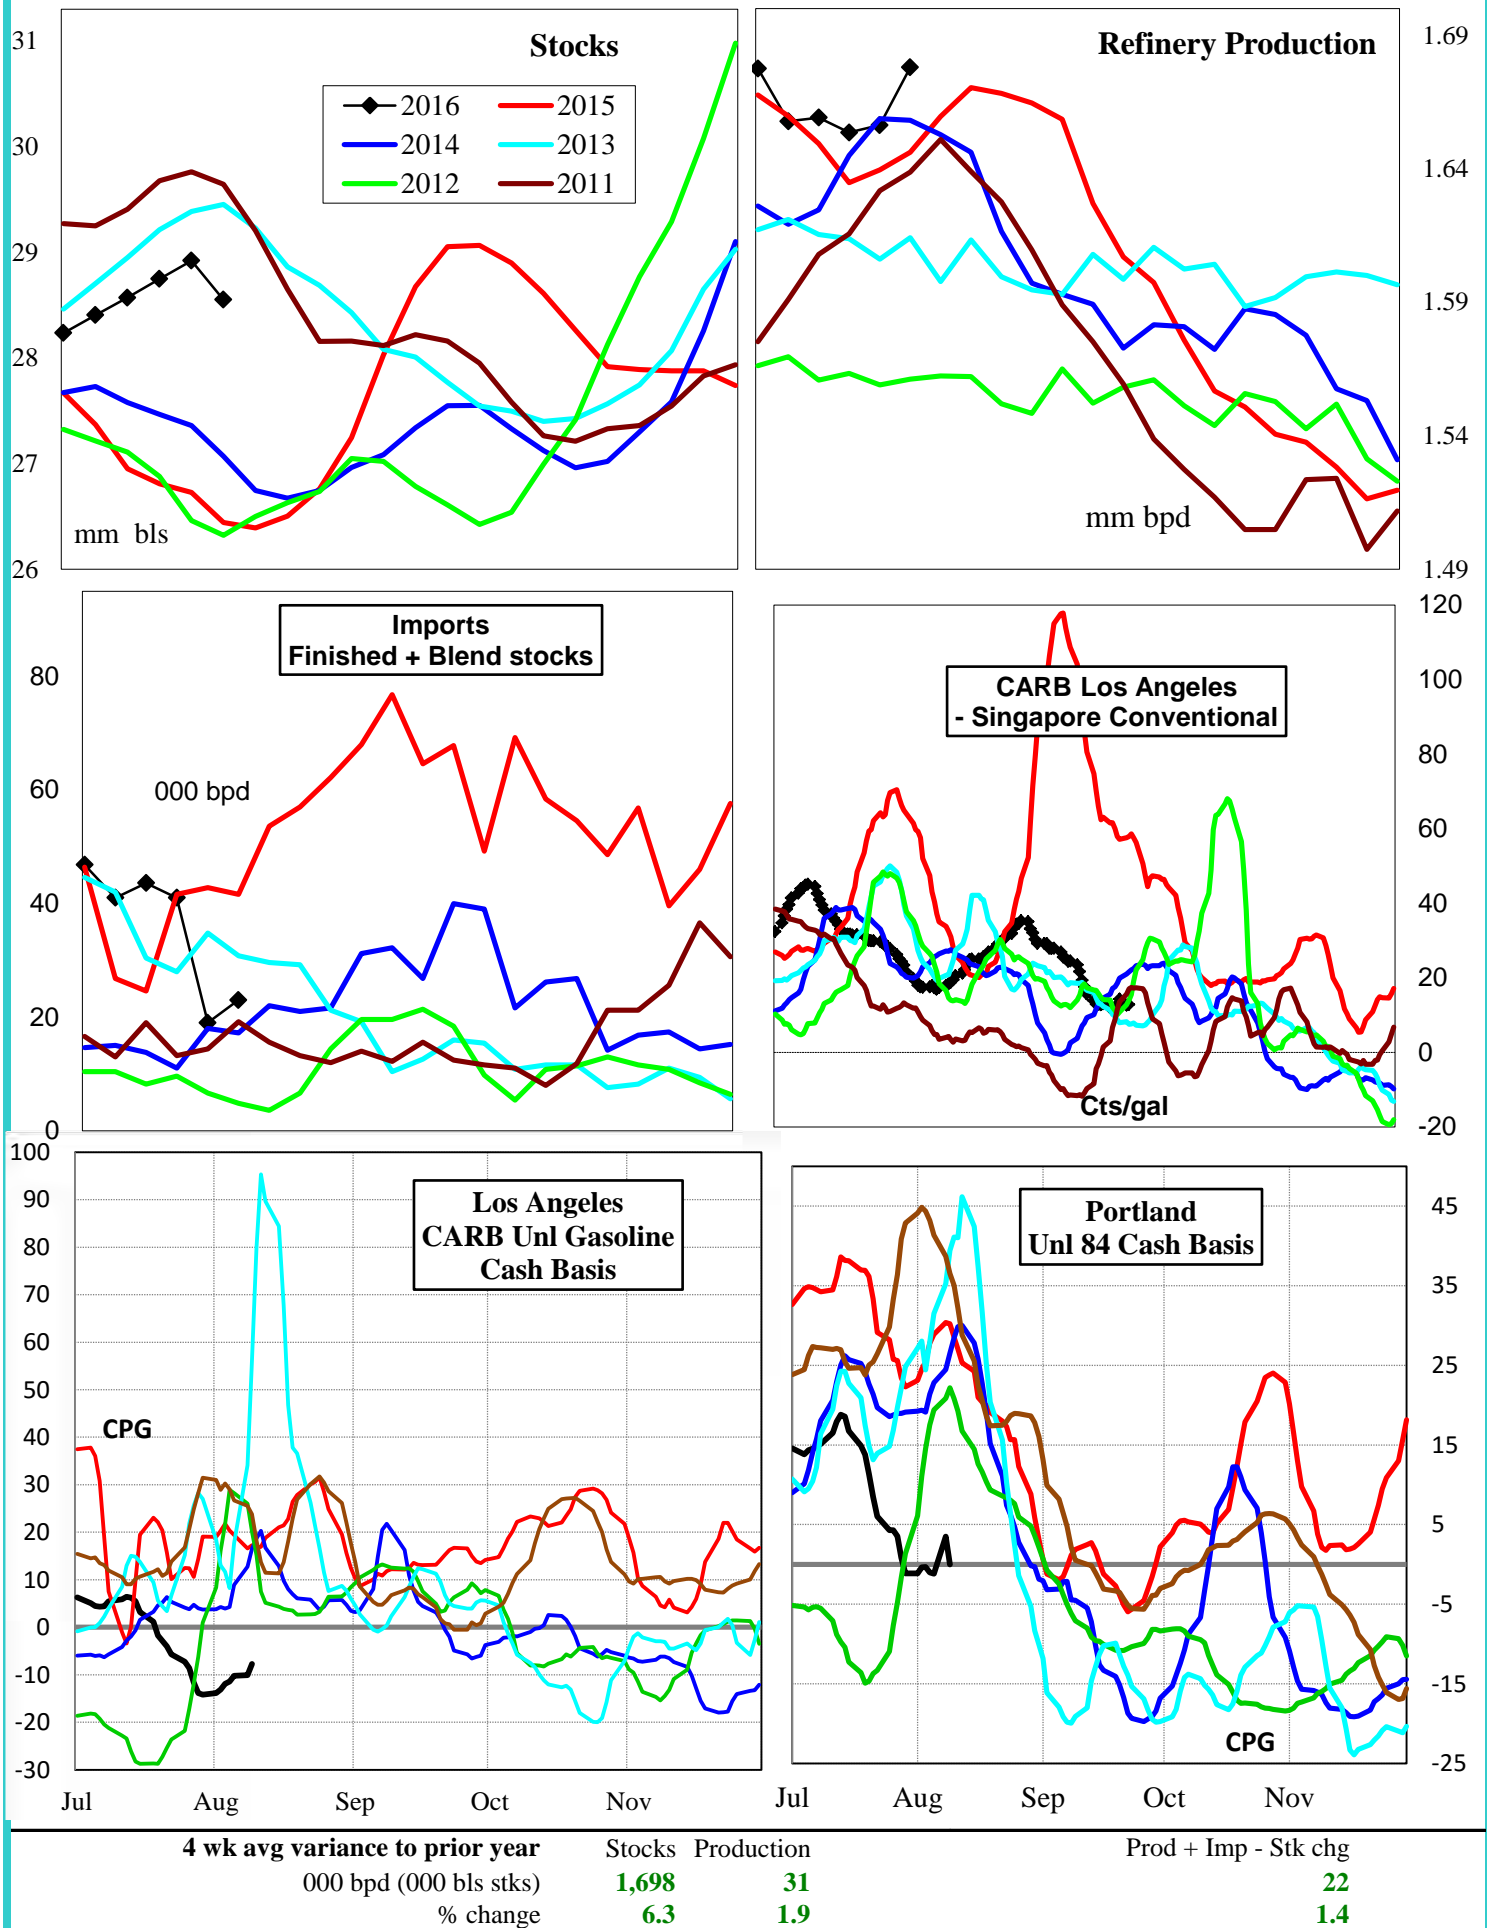 Stocks
31
30
29
28
27
26
2016
2015
2014
2013
2012
2011
mm bls
Refinery Production
1.69
1.64
1.59
1.54
1.49
mm bpd
Imports
Finished + Blend stocks
80
60
40
20
0
000 bpd
CARB Los Angeles
- Singapore Conventional
120
100
80
60
40
20
0
-20
Cts/gal
Los Angeles
CARB Unl Gasoline
Cash Basis
100
90
80
70
60
50
40
30
20
10
0
-10
-20
-30
CPG
Jul Aug Sep Oct Nov
Portland
Unl 84 Cash Basis
45
35
25
15
5
-5
-15
-25
CPG
Jul Aug Sep Oct Nov
4 wk avg variance to prior year Stocks Production Prod + Imp - Stk chg
000 bpd (000 bls stks) 1,698 31 22
% change 6.3 1.9 1.4